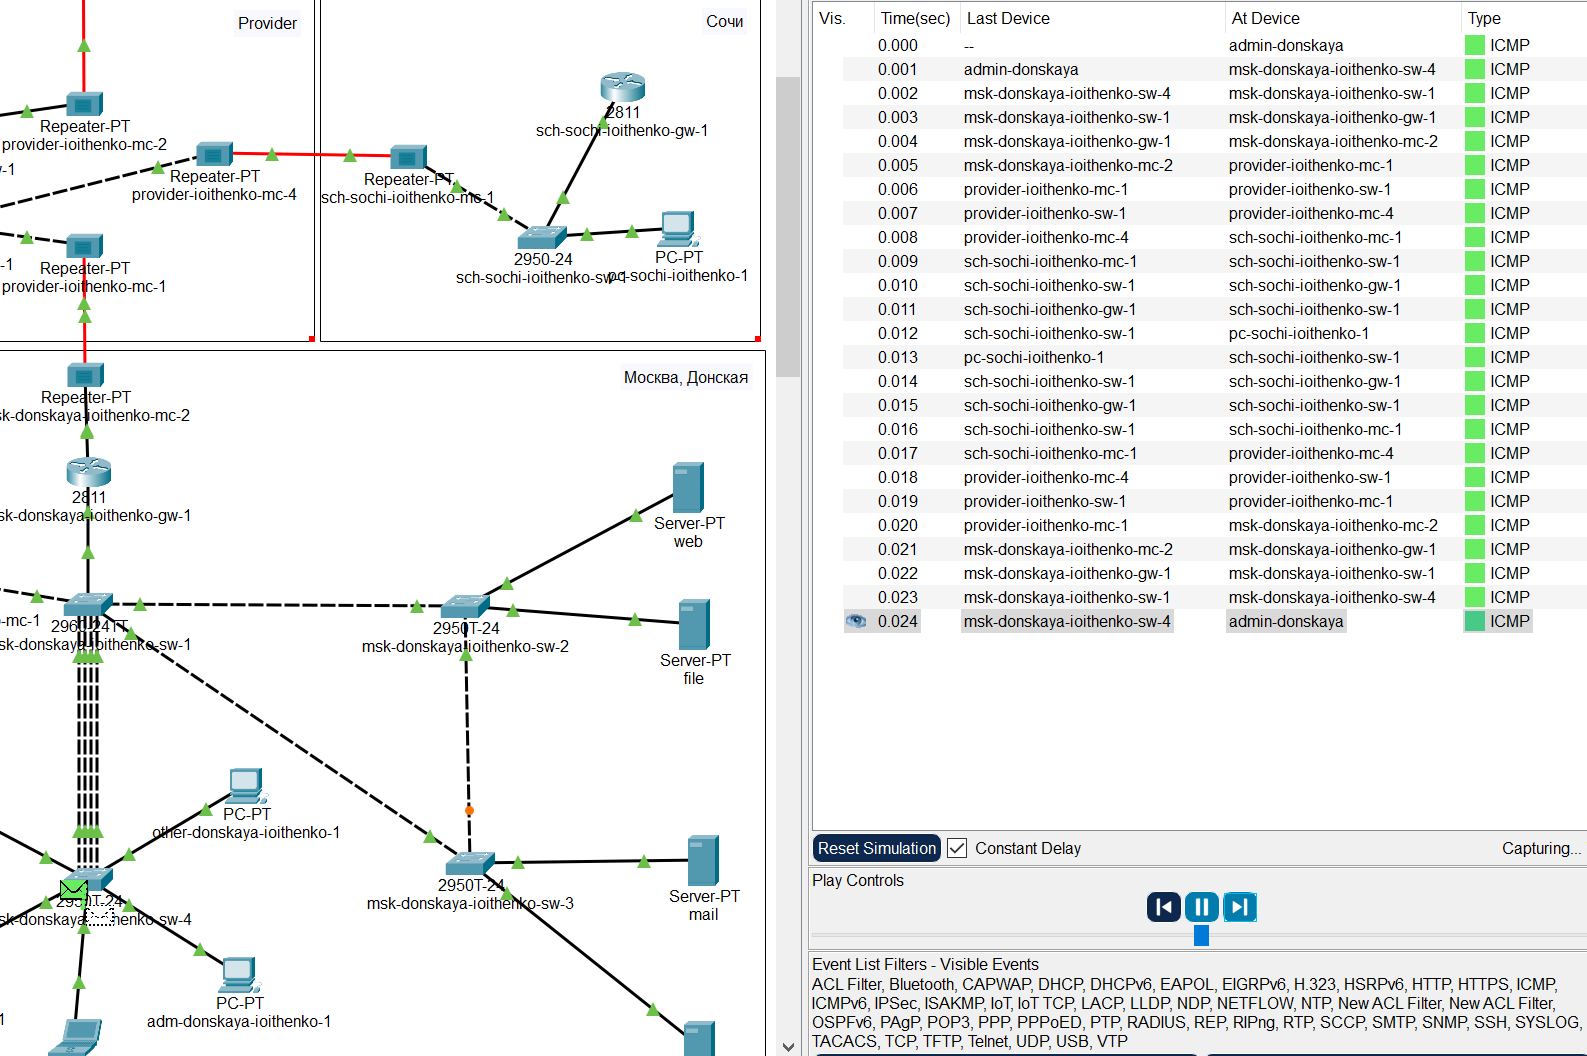 Provider
Сочи
Repeater-PT
provider-ioithenko-mc-2
-1
Repeater-PT
provider-ioithenko-mc-4
-1
Repeater-PT
provider-ioithenko-mc-1
2811
sch-sochi-ioithenko-gw-1
Repeater-PT
sch-sochi-ioithenko-mc-1
2950-24
sch-sochi-ioithenko-sw-1
PC-PT
pc-sochi-ioithenko-1
Москва, Донская
Repeater-PT
sk-donskaya-ioithenko-mc-2
2811
sk-donskaya-ioithenko-gw-1
-mc-1
2960-24TT
sk-donskaya-ioithenko-sw-1
2950T-24
msk-donskaya-ioithenko-sw-2
Server-PT
web
Server-PT
file
PC-PT
other-donskaya-ioithenko-1
2950T-24
sk-donskaya-ioithenko-sw-4
2950T-24
msk-donskaya-ioithenko-sw-3
Server-PT
mail
PC-PT
adm-donskaya-ioithenko-1
1
Vis. Time(sec) Last Device At Device Type
0.000 -- admin-donskaya ICMP
0.001 admin-donskaya msk-donskaya-ioithenko-sw-4 ICMP
0.002 msk-donskaya-ioithenko-sw-4 msk-donskaya-ioithenko-sw-1 ICMP
0.003 msk-donskaya-ioithenko-sw-1 msk-donskaya-ioithenko-gw-1 ICMP
0.004 msk-donskaya-ioithenko-gw-1 msk-donskaya-ioithenko-mc-2 ICMP
0.005 msk-donskaya-ioithenko-mc-2 provider-ioithenko-mc-1 ICMP
0.006 provider-ioithenko-mc-1 provider-ioithenko-sw-1 ICMP
0.007 provider-ioithenko-sw-1 provider-ioithenko-mc-4 ICMP
0.008 provider-ioithenko-mc-4 sch-sochi-ioithenko-mc-1 ICMP
0.009 sch-sochi-ioithenko-mc-1 sch-sochi-ioithenko-sw-1 ICMP
0.010 sch-sochi-ioithenko-sw-1 sch-sochi-ioithenko-gw-1 ICMP
0.011 sch-sochi-ioithenko-gw-1 sch-sochi-ioithenko-sw-1 ICMP
0.012 sch-sochi-ioithenko-sw-1 pc-sochi-ioithenko-1 ICMP
0.013 pc-sochi-ioithenko-1 sch-sochi-ioithenko-sw-1 ICMP
0.014 sch-sochi-ioithenko-sw-1 sch-sochi-ioithenko-gw-1 ICMP
0.015 sch-sochi-ioithenko-gw-1 sch-sochi-ioithenko-sw-1 ICMP
0.016 sch-sochi-ioithenko-sw-1 sch-sochi-ioithenko-mc-1 ICMP
0.017 sch-sochi-ioithenko-mc-1 provider-ioithenko-mc-4 ICMP
0.018 provider-ioithenko-mc-4 provider-ioithenko-sw-1 ICMP
0.019 provider-ioithenko-sw-1 provider-ioithenko-mc-1 ICMP
0.020 provider-ioithenko-mc-1 msk-donskaya-ioithenko-mc-2 ICMP
0.021 msk-donskaya-ioithenko-mc-2 msk-donskaya-ioithenko-gw-1 ICMP
0.022 msk-donskaya-ioithenko-gw-1 msk-donskaya-ioithenko-sw-1 ICMP
0.023 msk-donskaya-ioithenko-sw-1 msk-donskaya-ioithenko-sw-4 ICMP
0.024 msk-donskaya-ioithenko-sw-4 admin-donskaya ICMP
Reset Simulation Constant Delay Capturing...
Play Controls
Event List Filters - Visible Events
ACL Filter, Bluetooth, CAPWAP, DHCP, DHCPv6, EAPOL, EIGRPv6, H.323, HSRPv6, HTTP, HTTPS, ICMP,
ICMPv6, IPSec, ISAKMP, IoT, IoT TCP, LACP, LLDP, NDP, NETFLOW, NTP, New ACL Filter, New ACL Filter,
OSPFv6, PAgP, POP3, PPP, PPPoED, PTP, RADIUS, REP, RIPng, RTP, SCCP, SMTP, SNMP, SSH, SYSLOG,
TACACS, TCP, TFTP, Telnet, UDP, USB, VTP